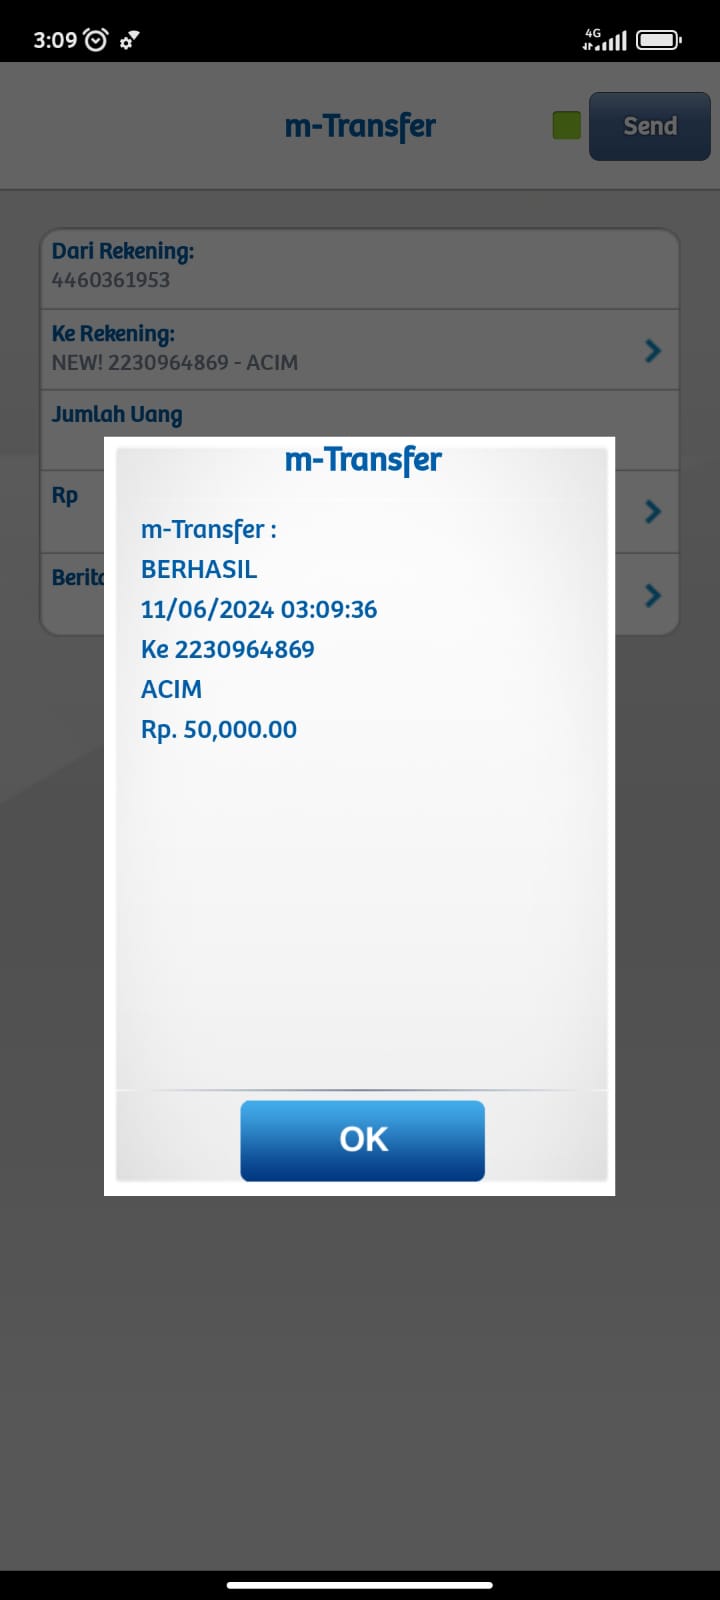 3:09
4G
m-Transfer
Send
Dari Rekening:
4460361953
Ke Rekening:
NEW! 2230964869 - ACIM
Jumlah Uang
Rp
m-Transfer
m-Transfer :
BERHASIL
11/06/2024 03:09:36
Ke 2230964869
ACIM
Rp. 50,000.00
OK